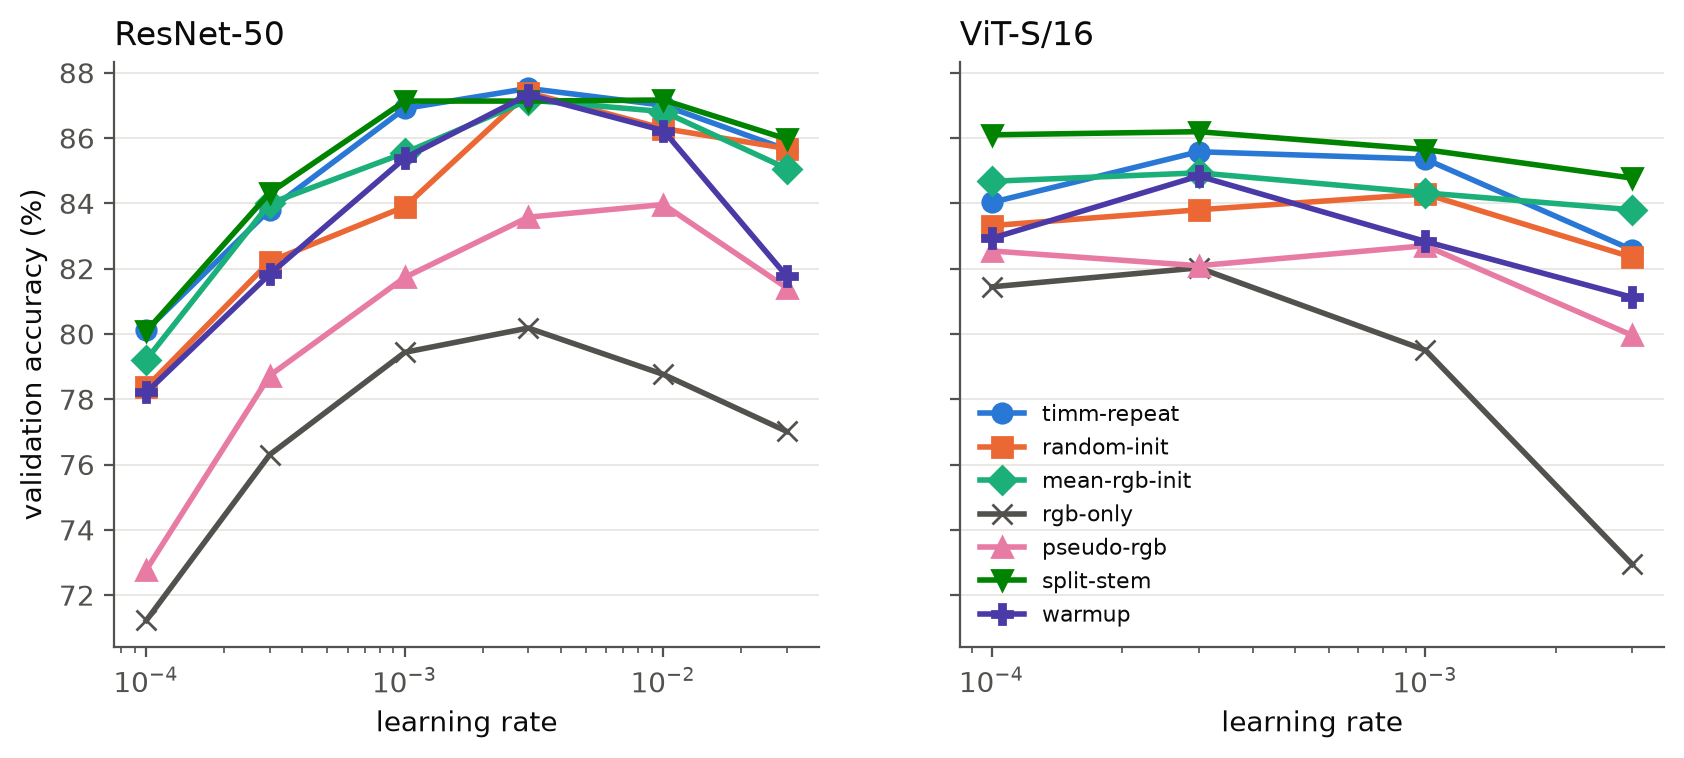 ResNet-50
ViT-S/16
validation accuracy (%)
88
86
84
82
80
78
76
74
72
10⁻⁴
10⁻³
10⁻²
learning rate
timm-repeat
random-init
mean-rgb-init
rgb-only
pseudo-rgb
split-stem
warmup
10⁻⁴
10⁻³
learning rate